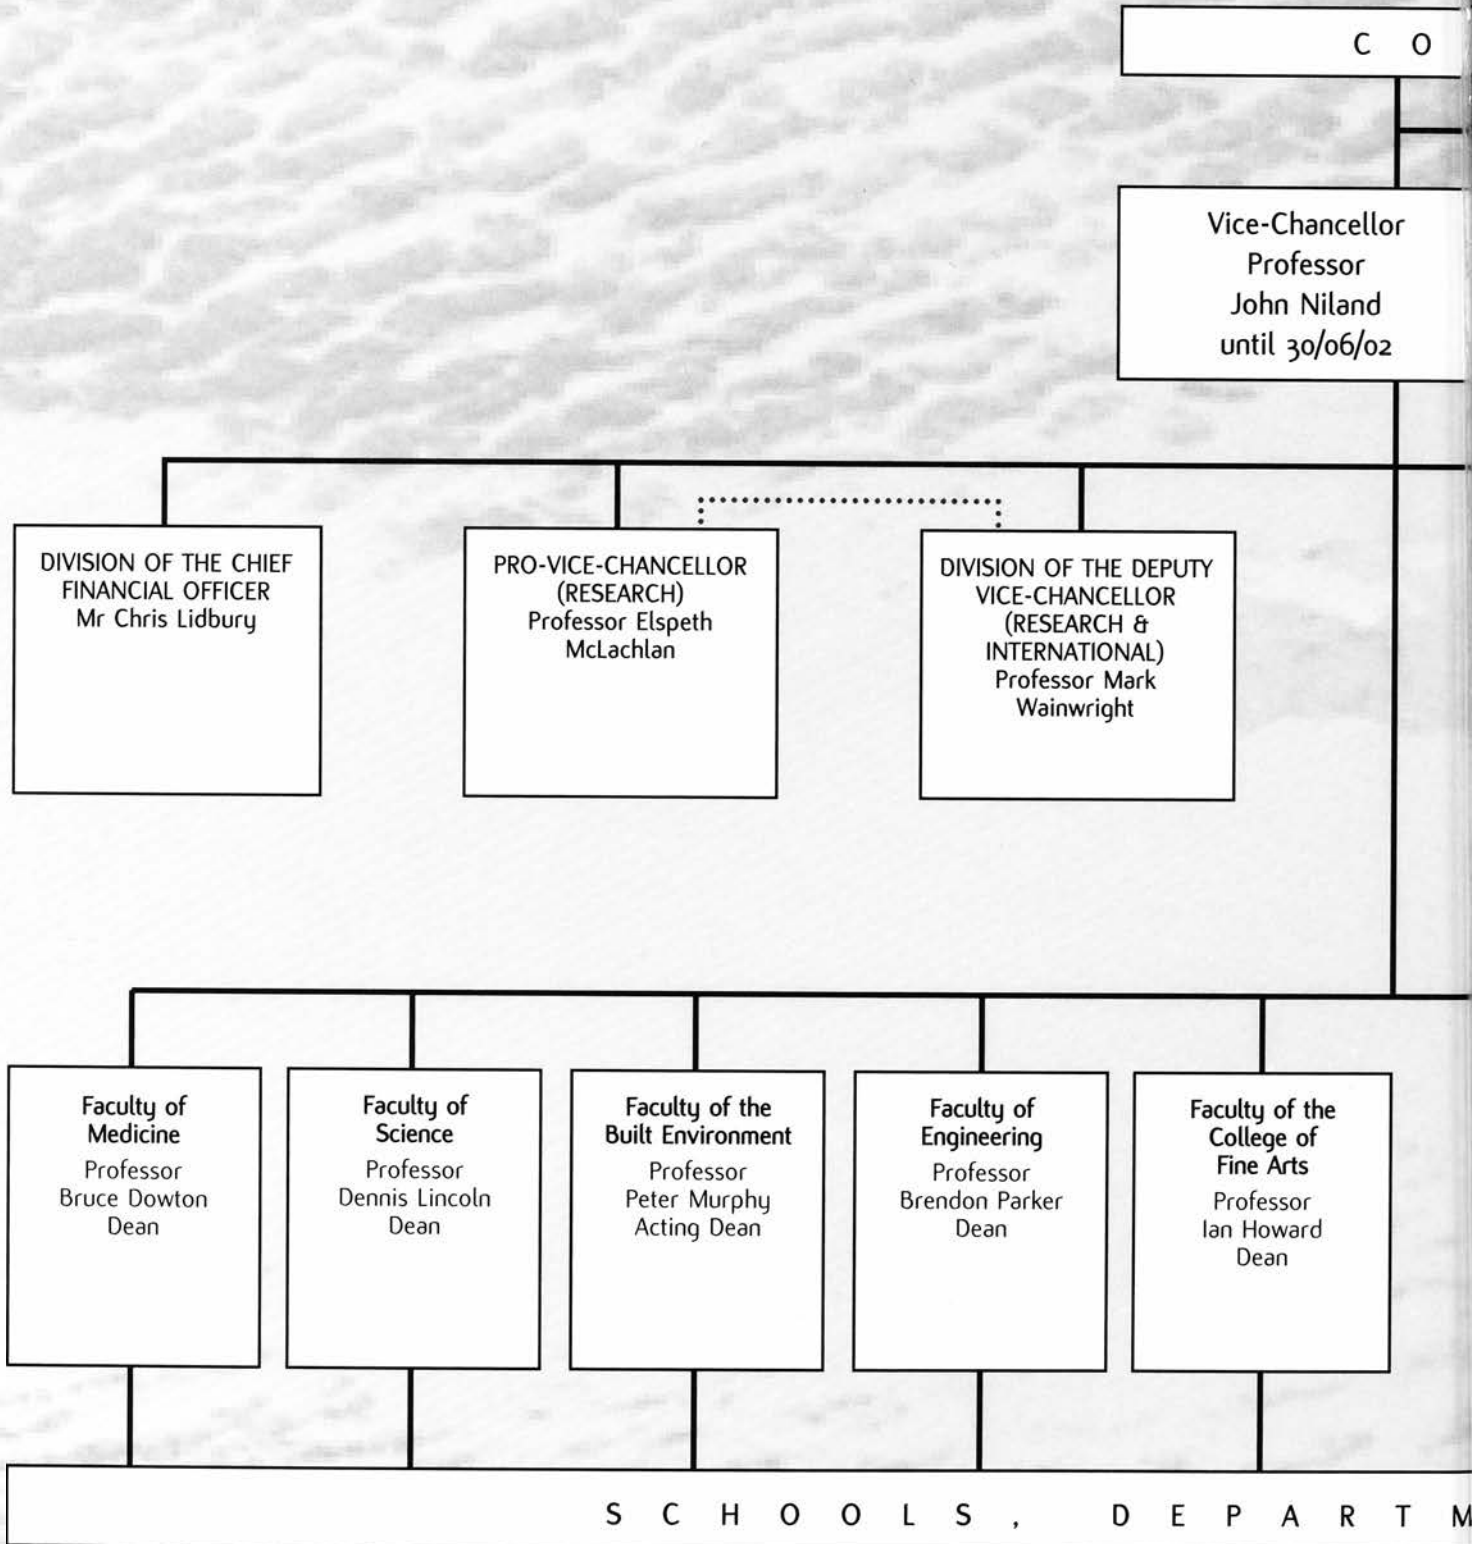 C O
Vice-Chancellor
Professor
John Niland
until 30/06/02
DIVISION OF THE CHIEF
FINANCIAL OFFICER
Mr Chris Lidbury
PRO-VICE-CHANCELLOR
(RESEARCH)
Professor Elspeth
McLachlan
DIVISION OF THE DEPUTY
VICE-CHANCELLOR
(RESEARCH &
INTERNATIONAL)
Professor Mark
Wainwright
Faculty of
Medicine
Professor
Bruce Dowton
Dean
Faculty of
Science
Professor
Dennis Lincoln
Dean
Faculty of the
Built Environment
Professor
Peter Murphy
Acting Dean
Faculty of
Engineering
Professor
Brendon Parker
Dean
Faculty of the
College of
Fine Arts
Professor
Ian Howard
Dean
S C H O O L S , D E P A R T M